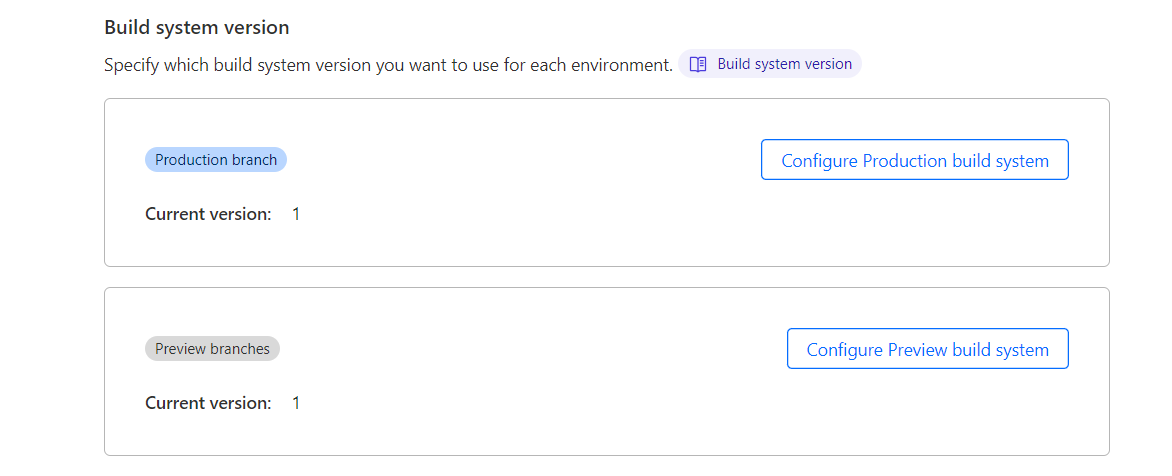 Build system version
Specify which build system version you want to use for each environment. Build system version
Production branch Configure Production build system
Current version: 1
Preview branches Configure Preview build system
Current version: 1